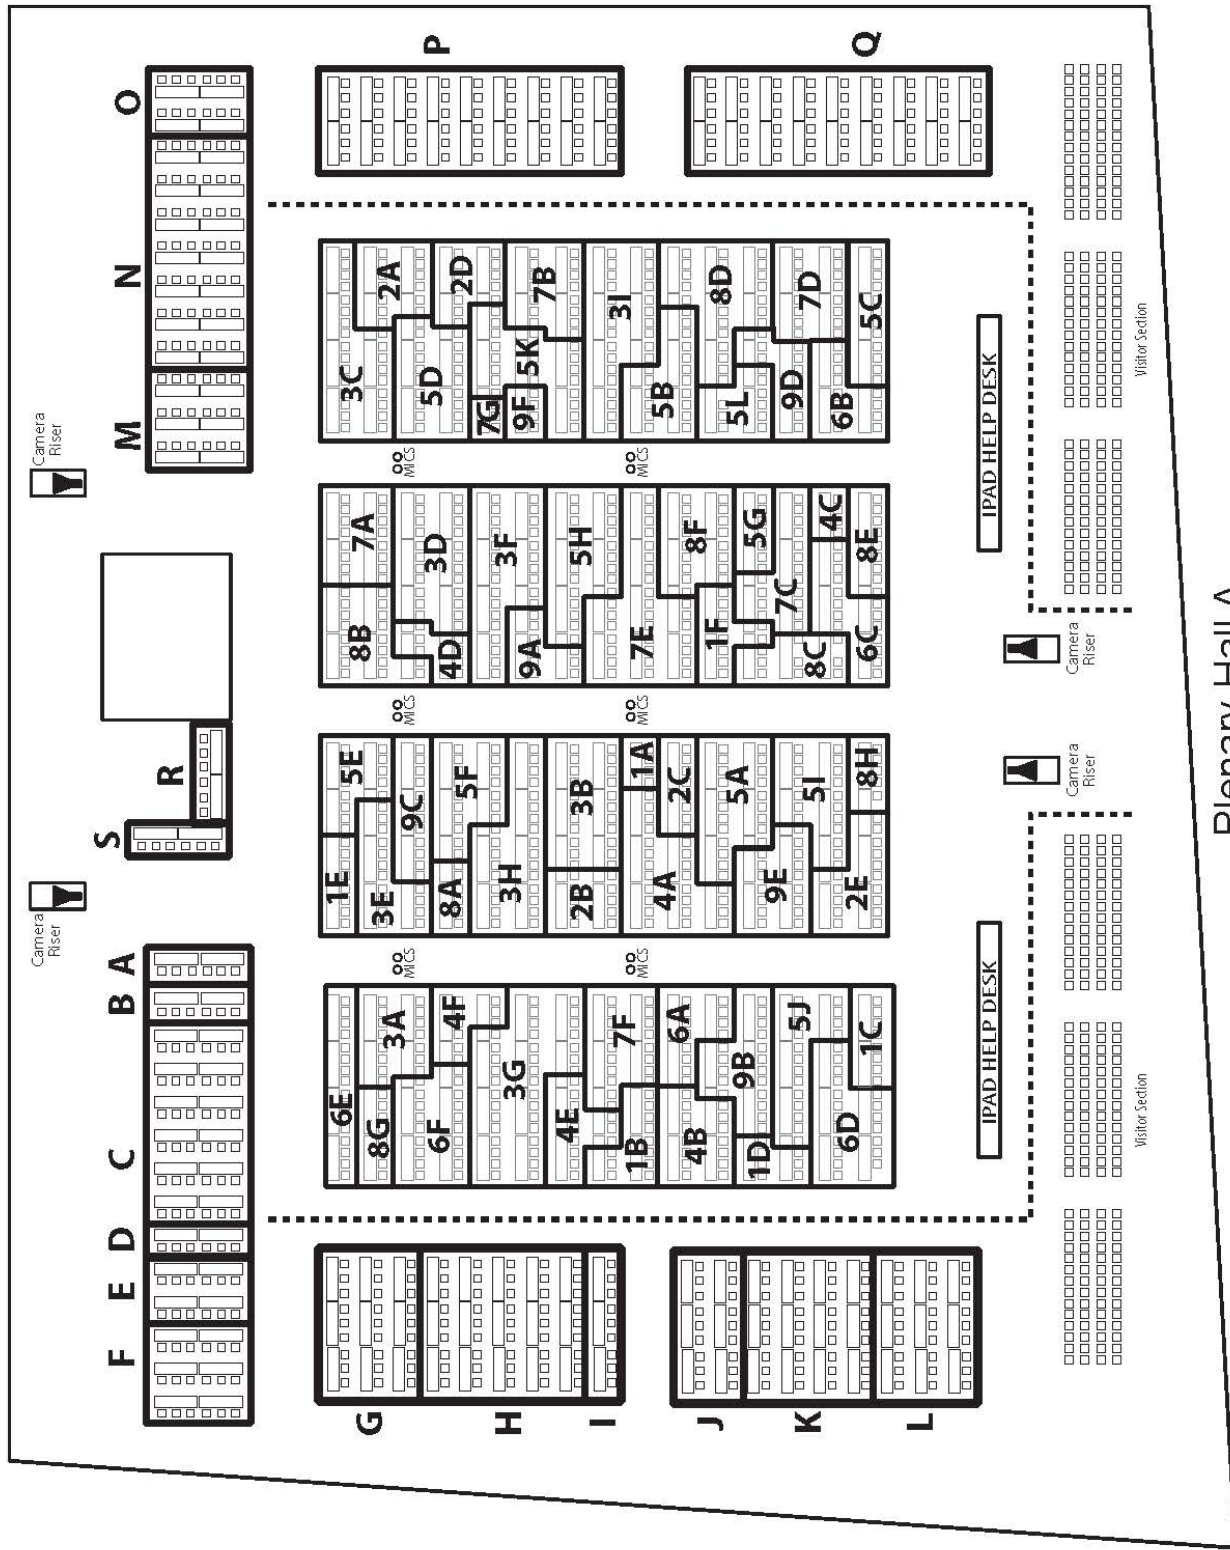 Camera
Riser
Camera
Riser
F
E
D
C
B
A
S
R
M
N
O
G
H
I
J
K
L
6E
8G
3A
6F
4F
3G
4E
7F
1B
6A
4B
9B
1D
5J
6D
1C
MICS
MICS
1E
5E
3E
9C
8A
5F
3H
2B
3B
1A
4A
2C
5A
9E
5I
2E
8H
MICS
MICS
8B
7A
4D
3D
3F
9A
5H
7E
8F
1F
5G
7C
8C
4C
6C
8E
MICS
MICS
3C
2A
5D
2D
7G
9F
5K
7B
3I
5B
8D
5L
9D
7D
6B
5C
P
Q
IPAD HELP DESK
IPAD HELP DESK
Camera
Riser
Camera
Riser
Visitor Section
Visitor Section
Plenary Hall A